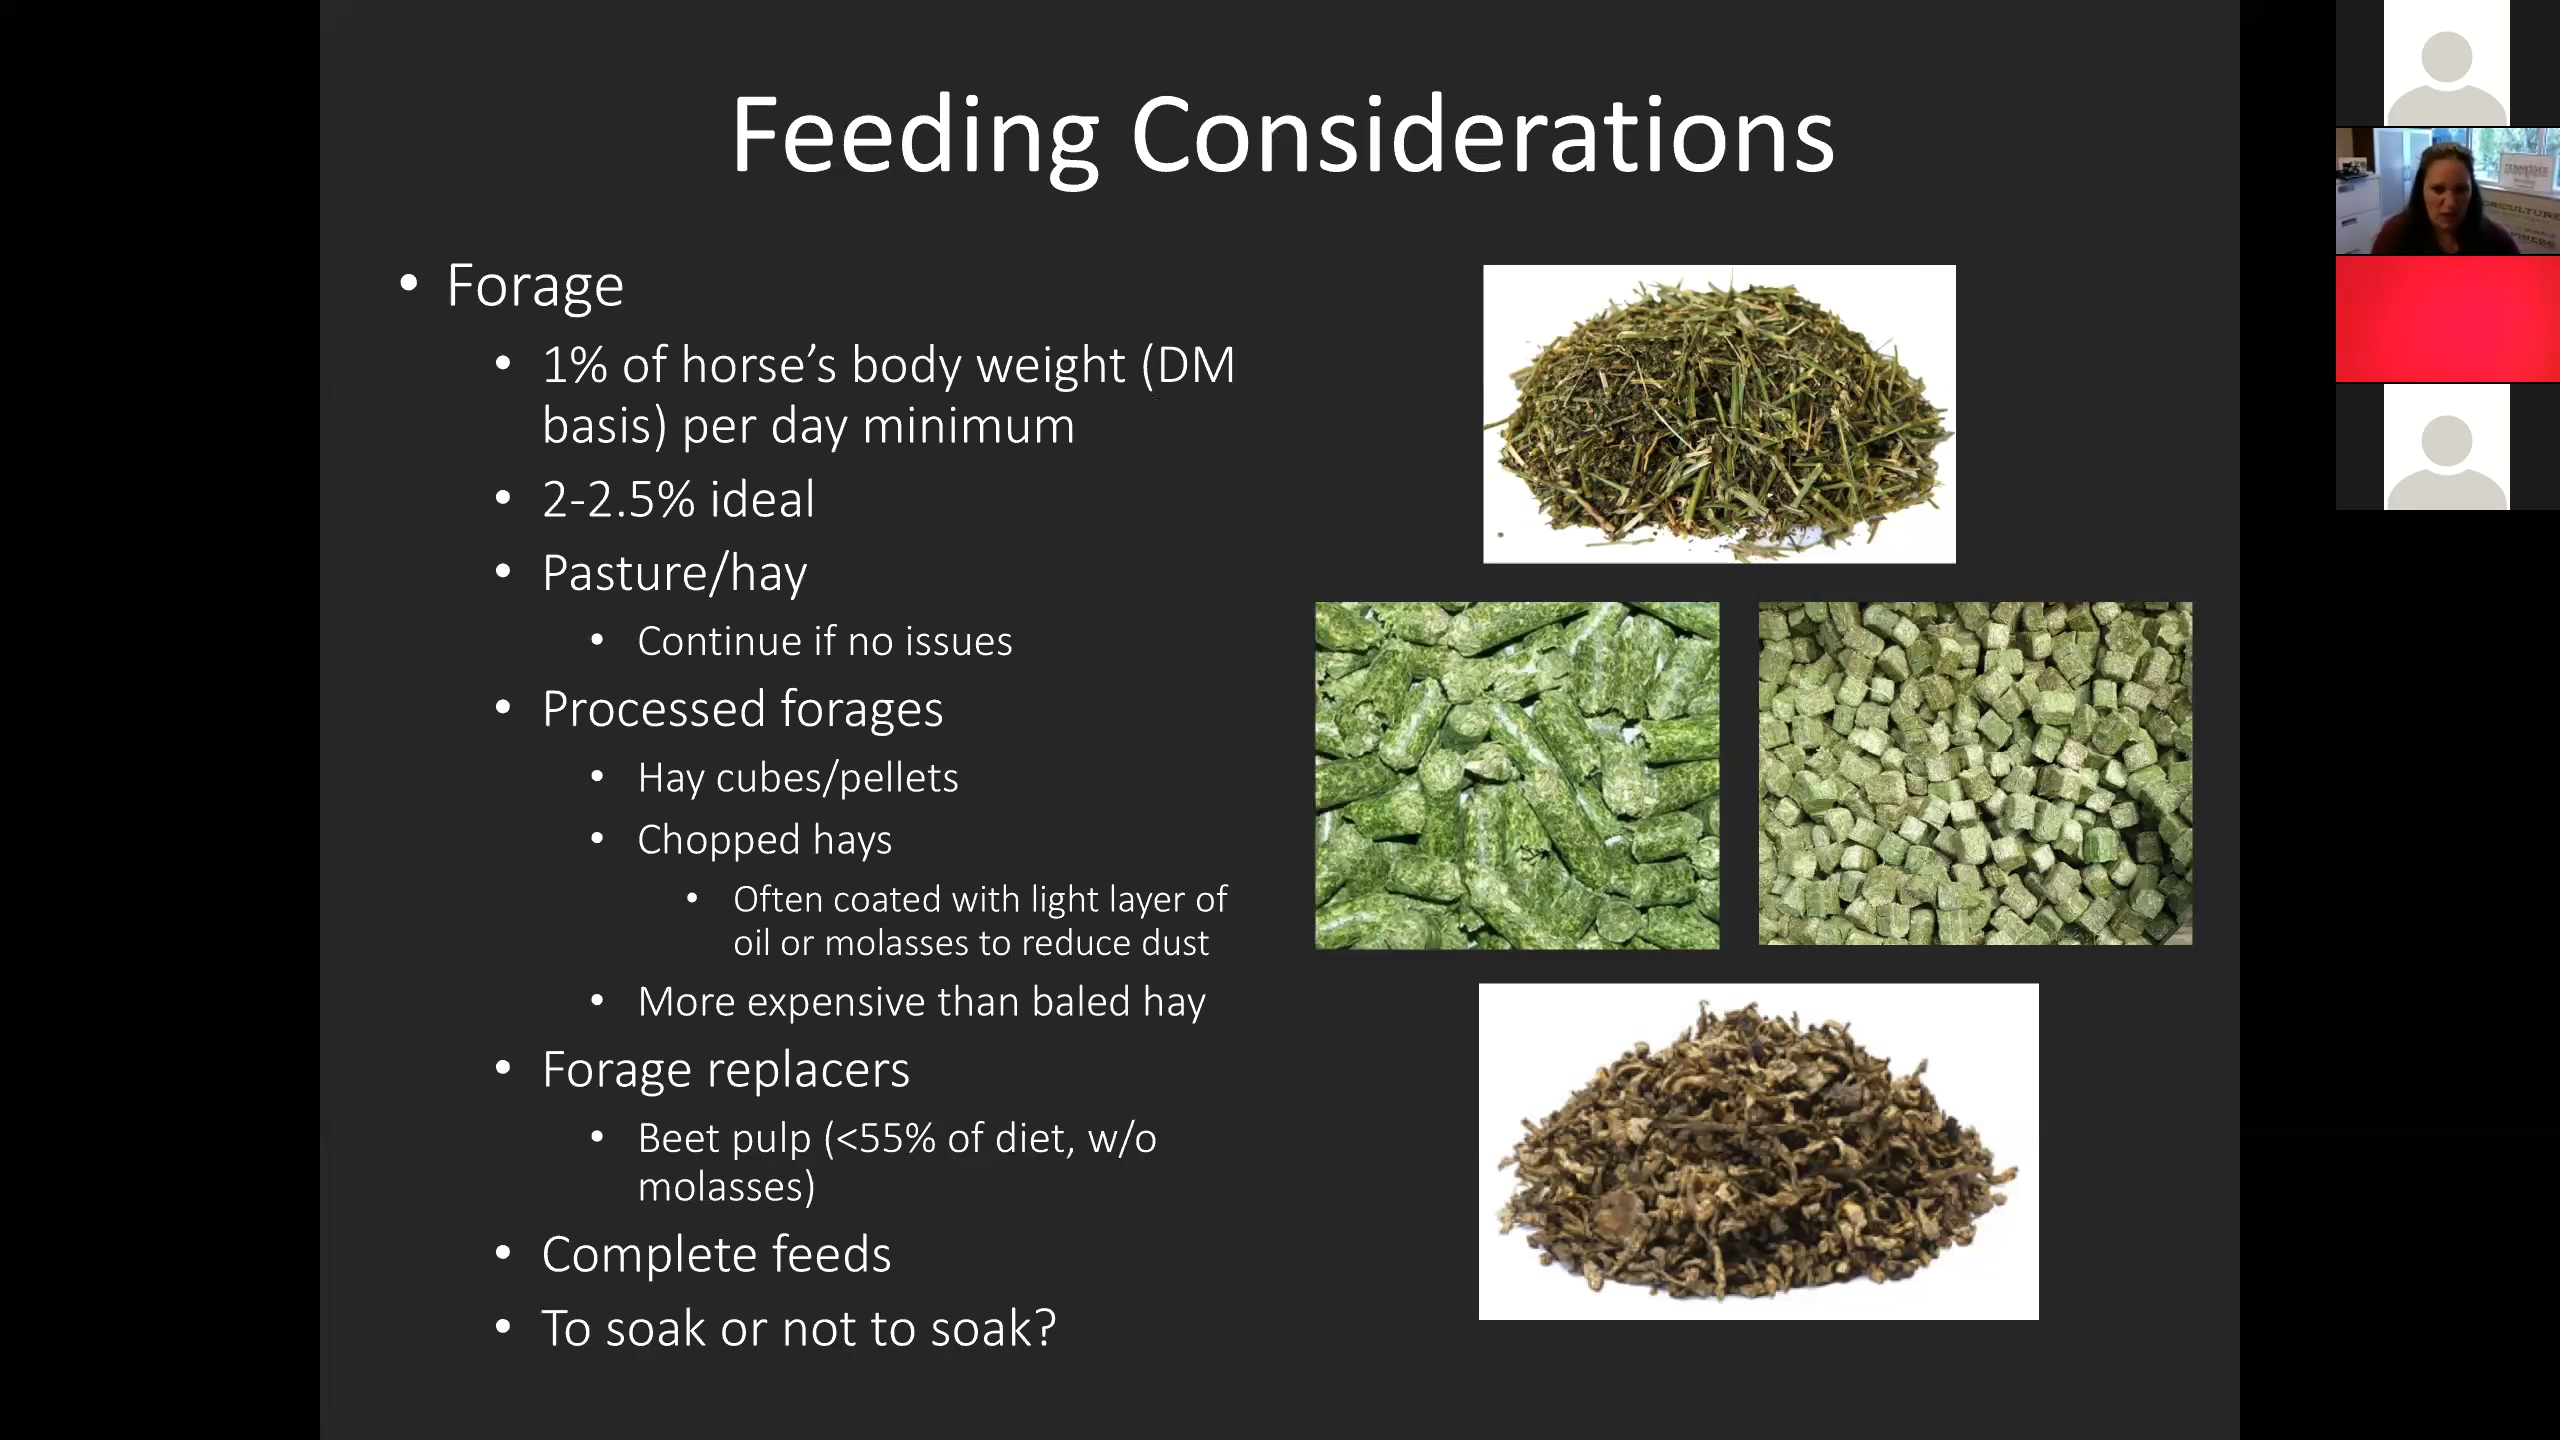 Feeding Considerations
• Forage
• 1% of horse’s body weight (DM
basis) per day minimum
• 2-2.5% ideal
• Pasture/hay
• Continue if no issues
• Processed forages
• Hay cubes/pellets
• Chopped hays
• Often coated with light layer of
oil or molasses to reduce dust
• More expensive than baled hay
• Forage replacers
• Beet pulp (<55% of diet, w/o
molasses)
• Complete feeds
• To soak or not to soak?
TENNESSEE